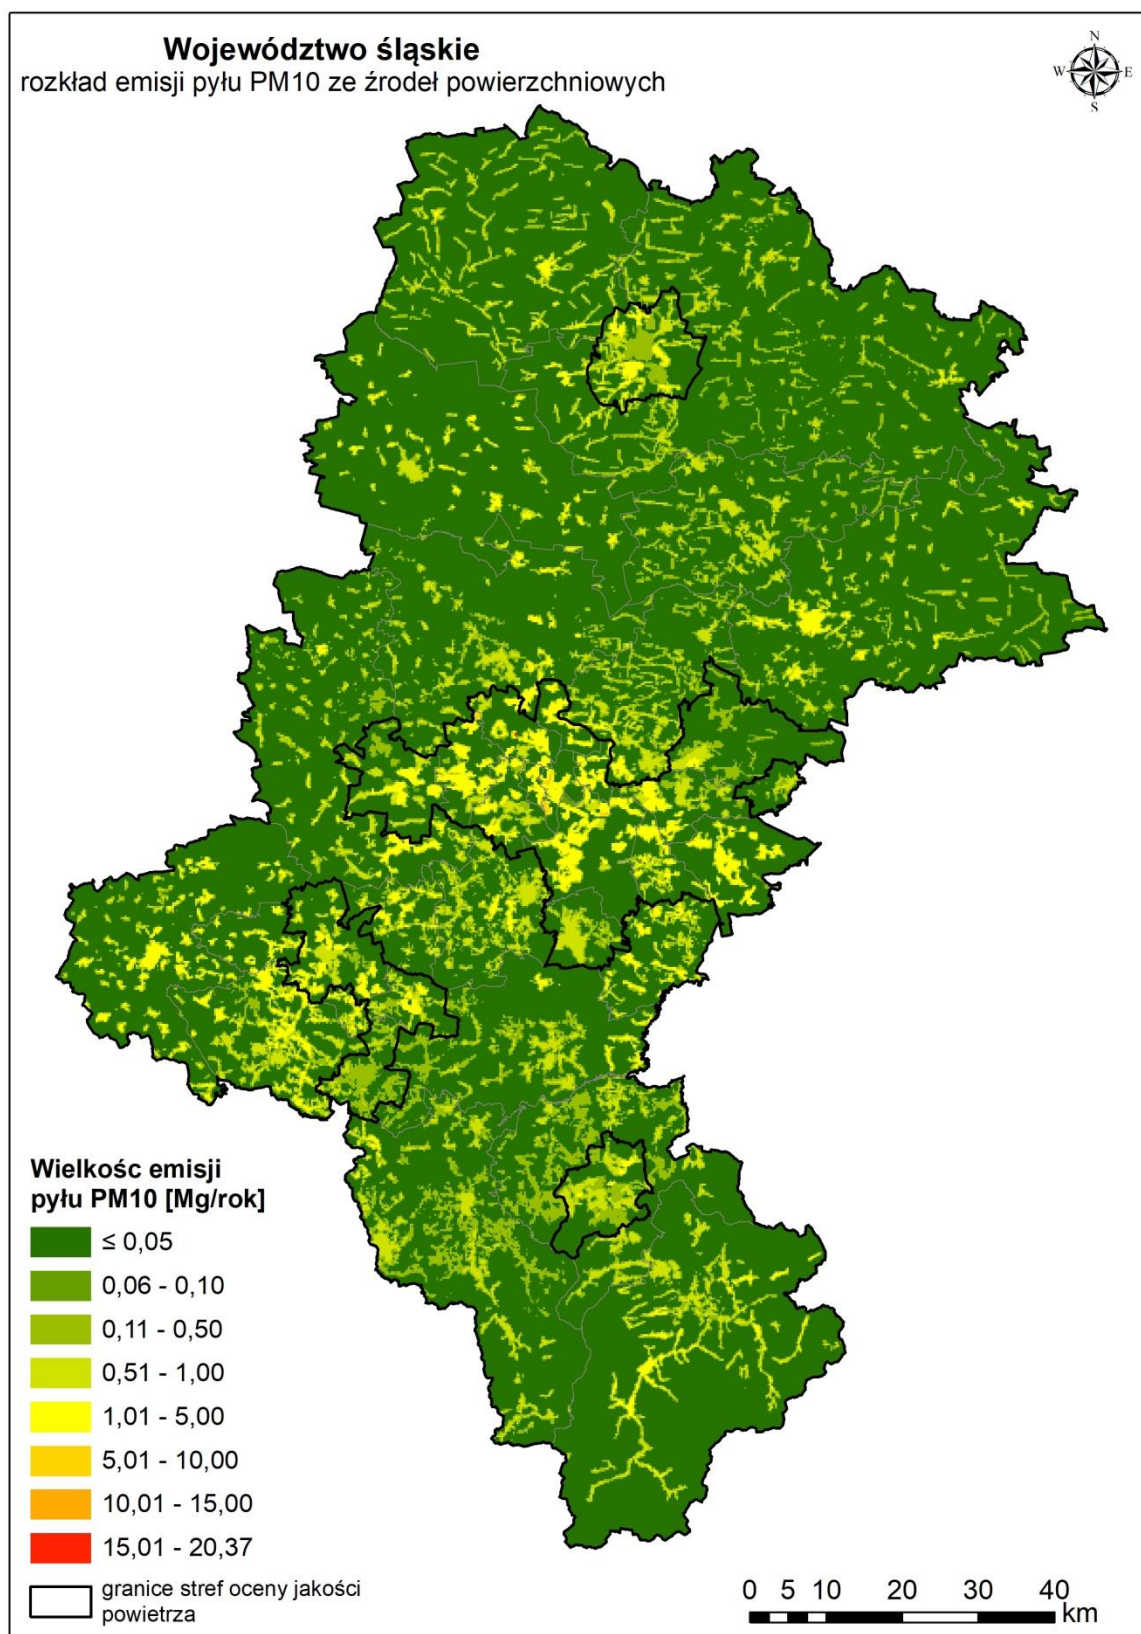 Województwo śląskie
rozkład emisji pyłu PM10 ze źrodeł powierzchniowych
N
W E
S
Wielkośc emisji
pyłu PM10 [Mg/rok]
≤ 0,05
0,06 - 0,10
0,11 - 0,50
0,51 - 1,00
1,01 - 5,00
5,01 - 10,00
10,01 - 15,00
15,01 - 20,37
granice stref oceny jakości
powietrza
0 5 10 20 30 40
km